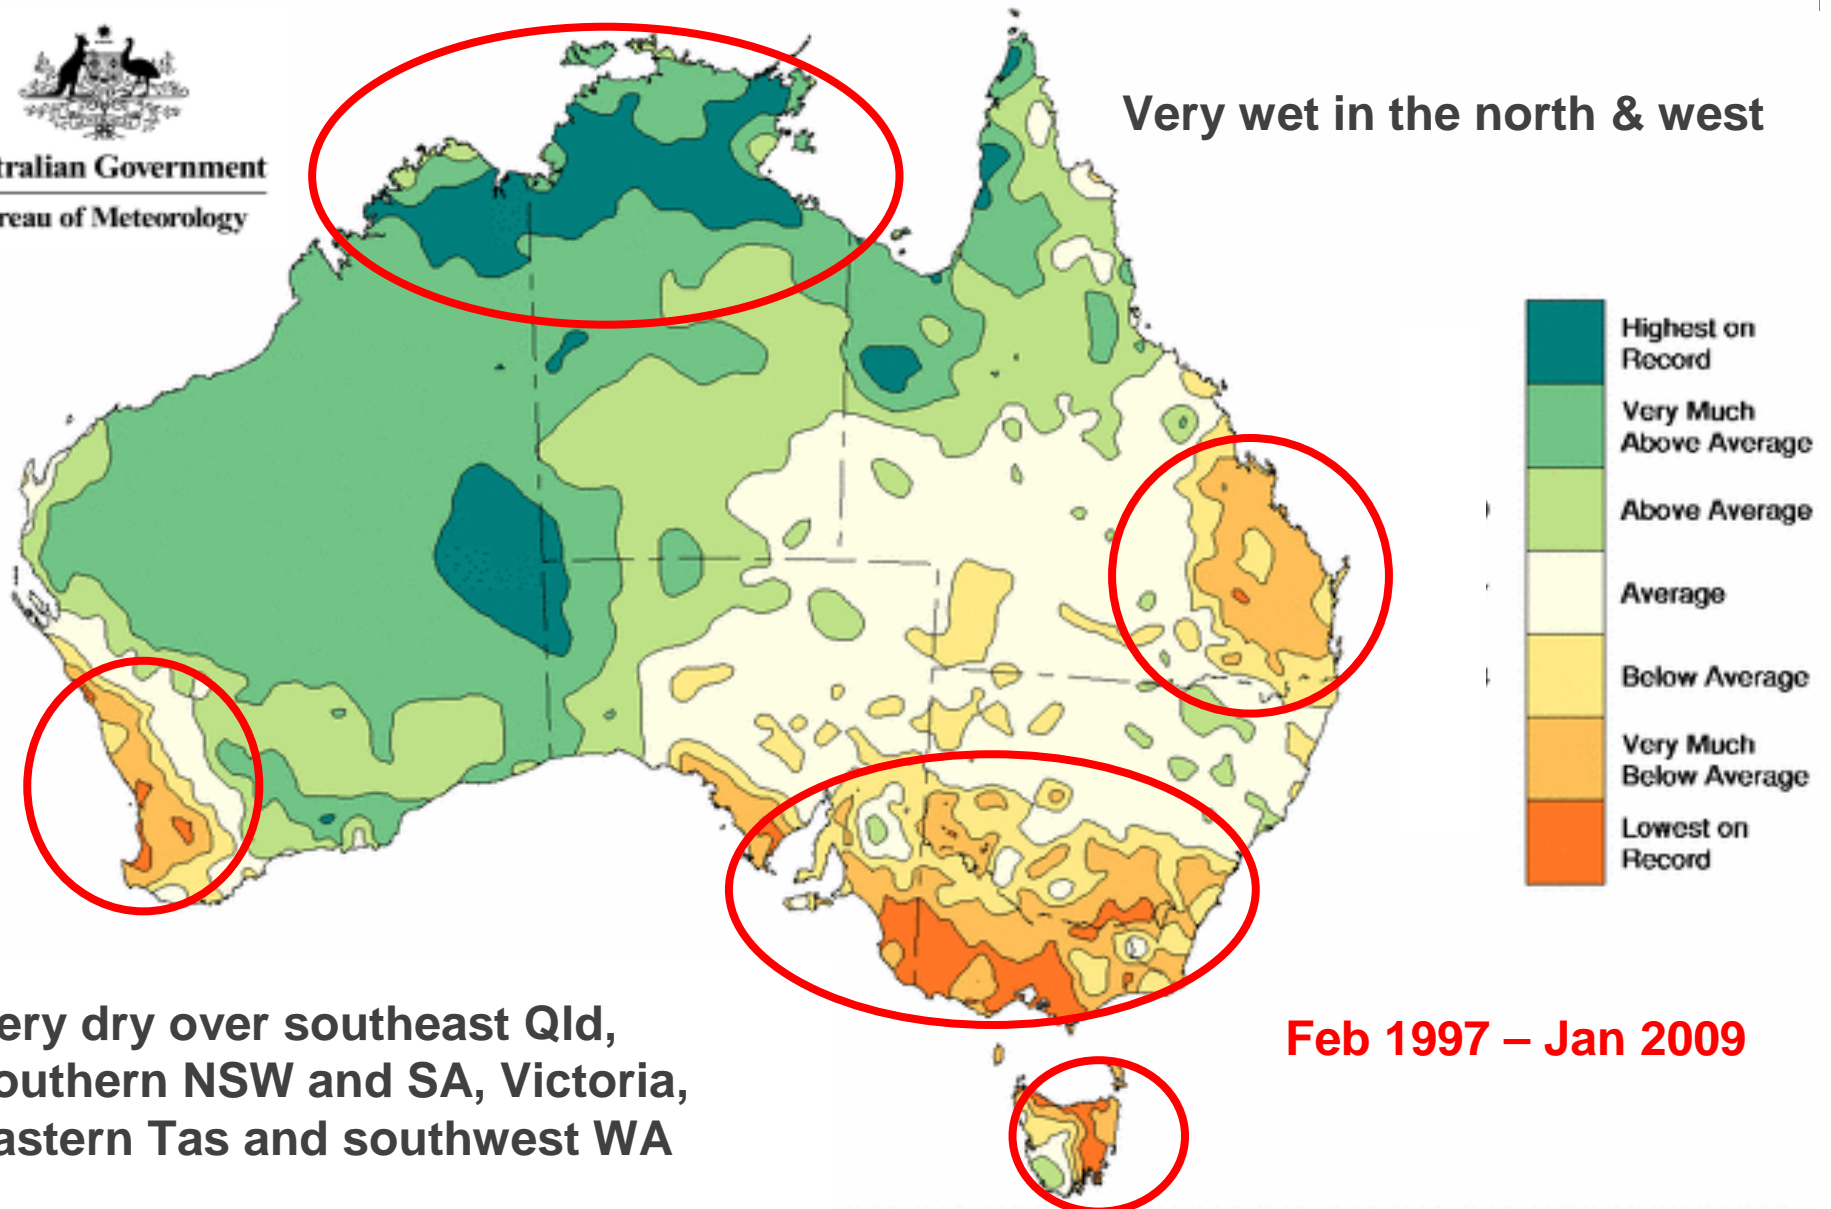 tralian Government
reau of Meteorology
Very wet in the north & west
Highest on
Record
Very Much
Above Average
Above Average
Average
Below Average
Very Much
Below Average
Lowest on
Record
ery dry over southeast Qld,
outhern NSW and SA, Victoria,
astern Tas and southwest WA
Feb 1997 – Jan 2009